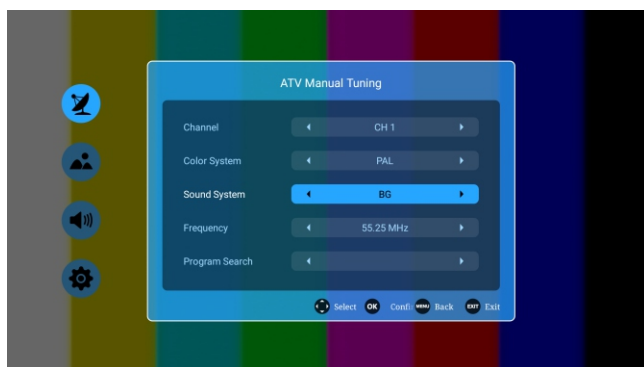 ATV Manual Tuning
Channel CH 1
Color System PAL
Sound System BG
Frequency 55.25 MHz
Program Search
Select OK Confi MENU Back EXIT Exit